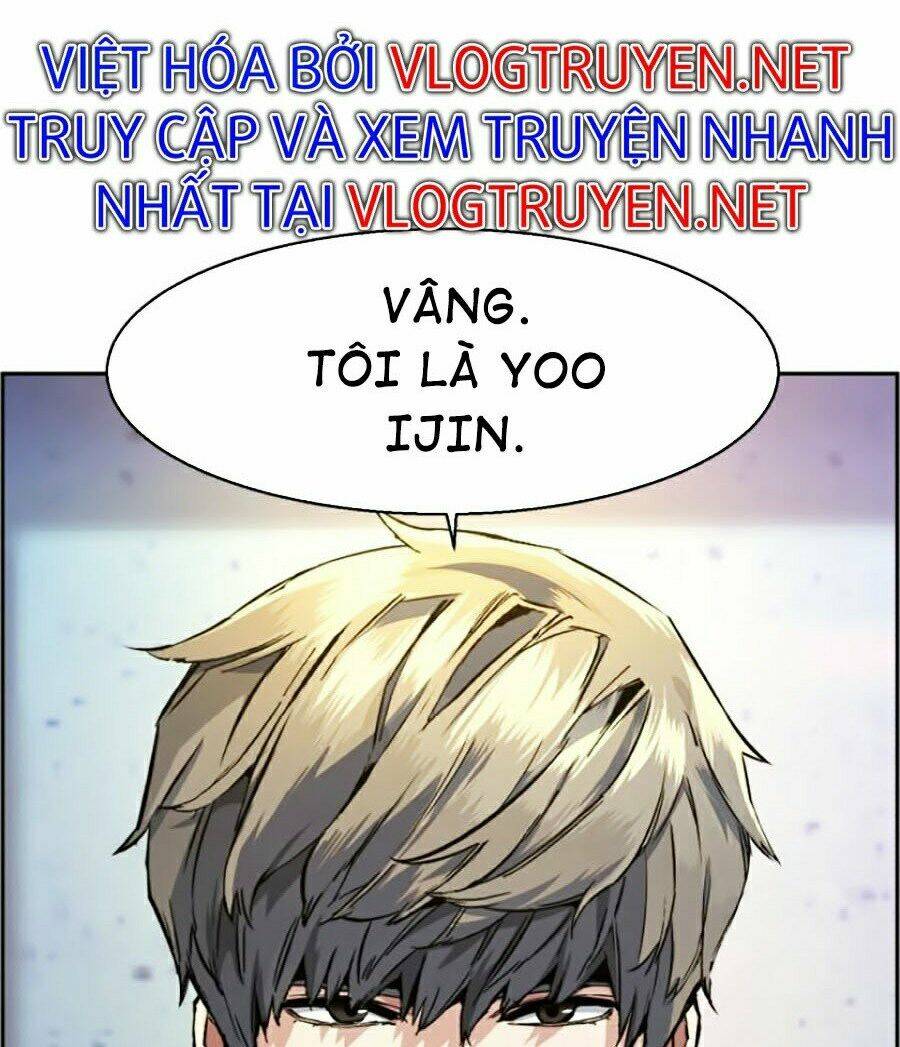 VIỆT HÓA BỞI VLOGTRUYEN.NET
TRUY CẬP VÀ XEM TRUYỆN NHANH
NHẤT TẠI VLOGTRUYEN.NET
VÂNG.
TÔI LÀ YOO
IJIN.